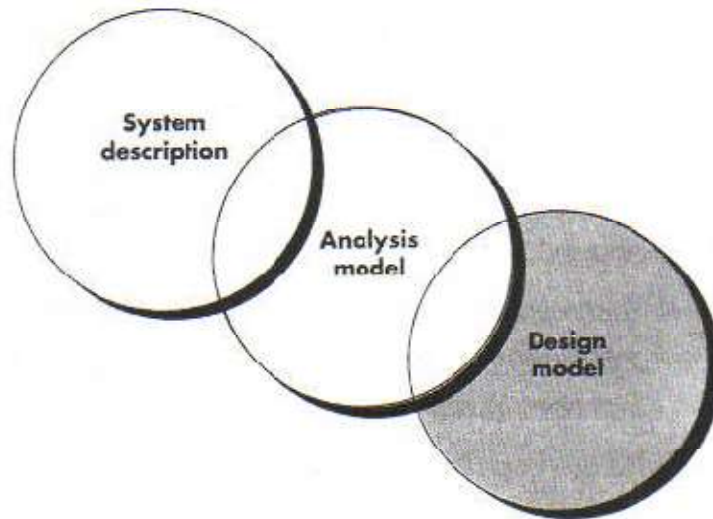 System
description
Analysis
model
Design
model